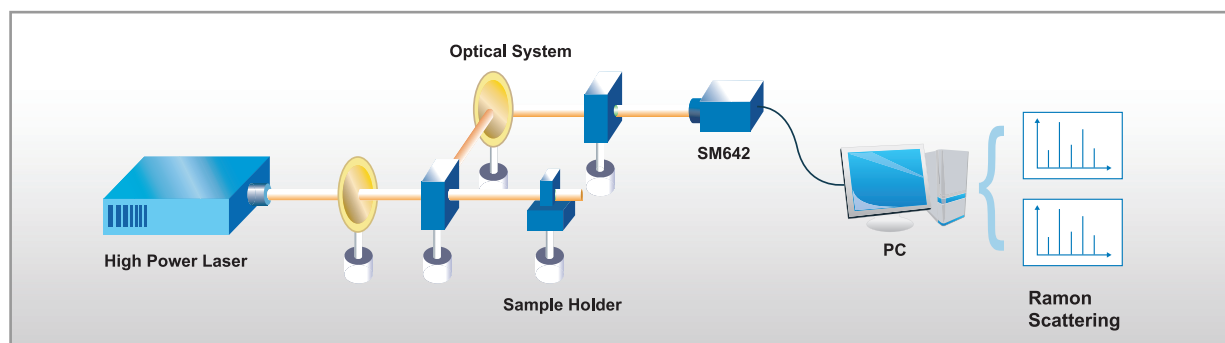 Optical System
SM642
High Power Laser
Sample Holder
PC
Ramon
Scattering